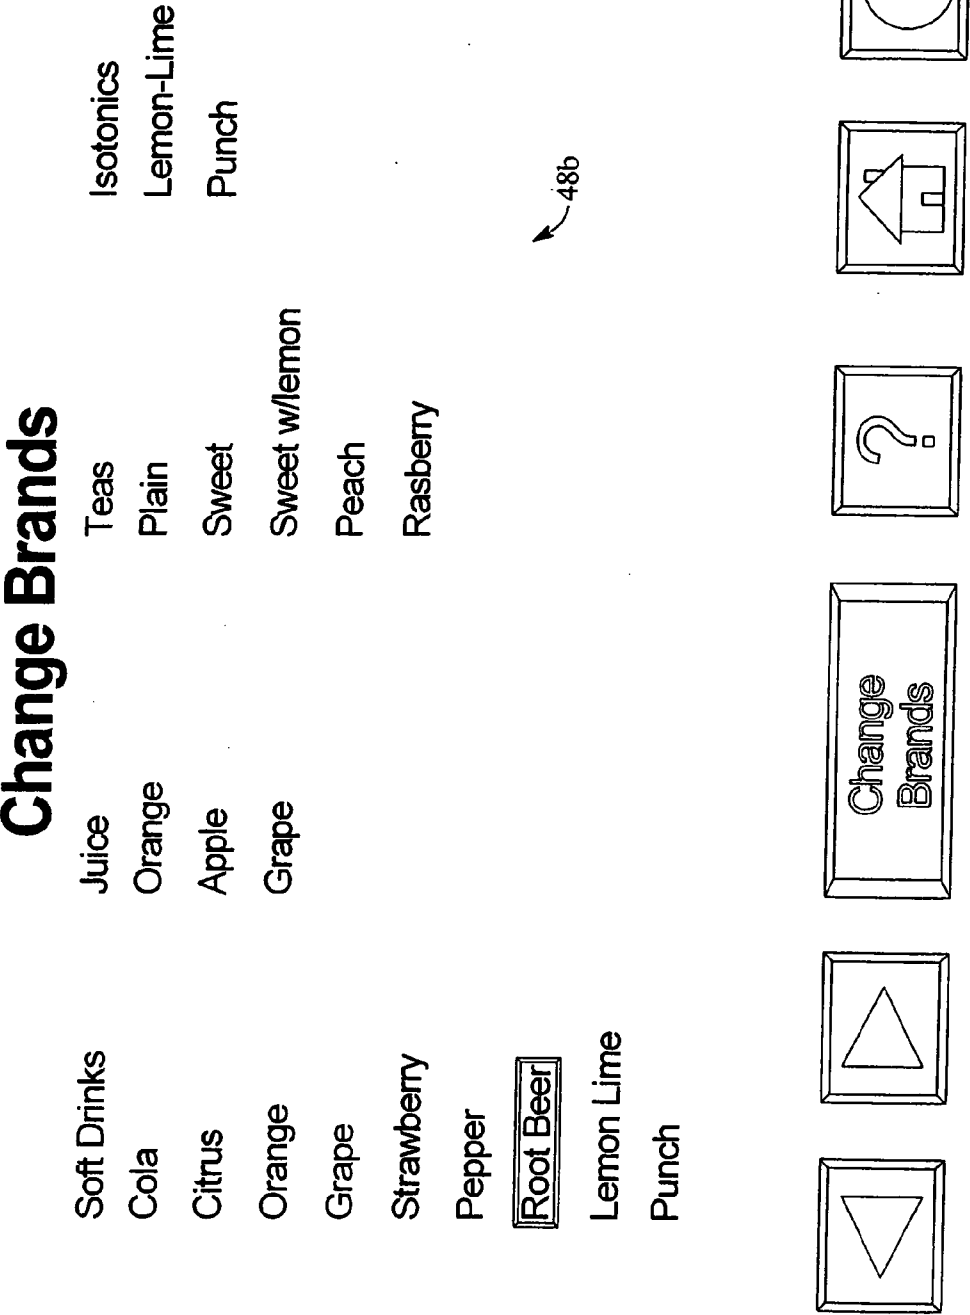 Change Brands
Soft Drinks
Cola
Citrus
Orange
Grape
Strawberry
Pepper
Root Beer
Lemon Lime
Punch
Juice
Orange
Apple
Grape
Teas
Plain
Sweet
Sweet w/lemon
Peach
Rasberry
Isotonics
Lemon-Lime
Punch
48b
Change
Brands
?